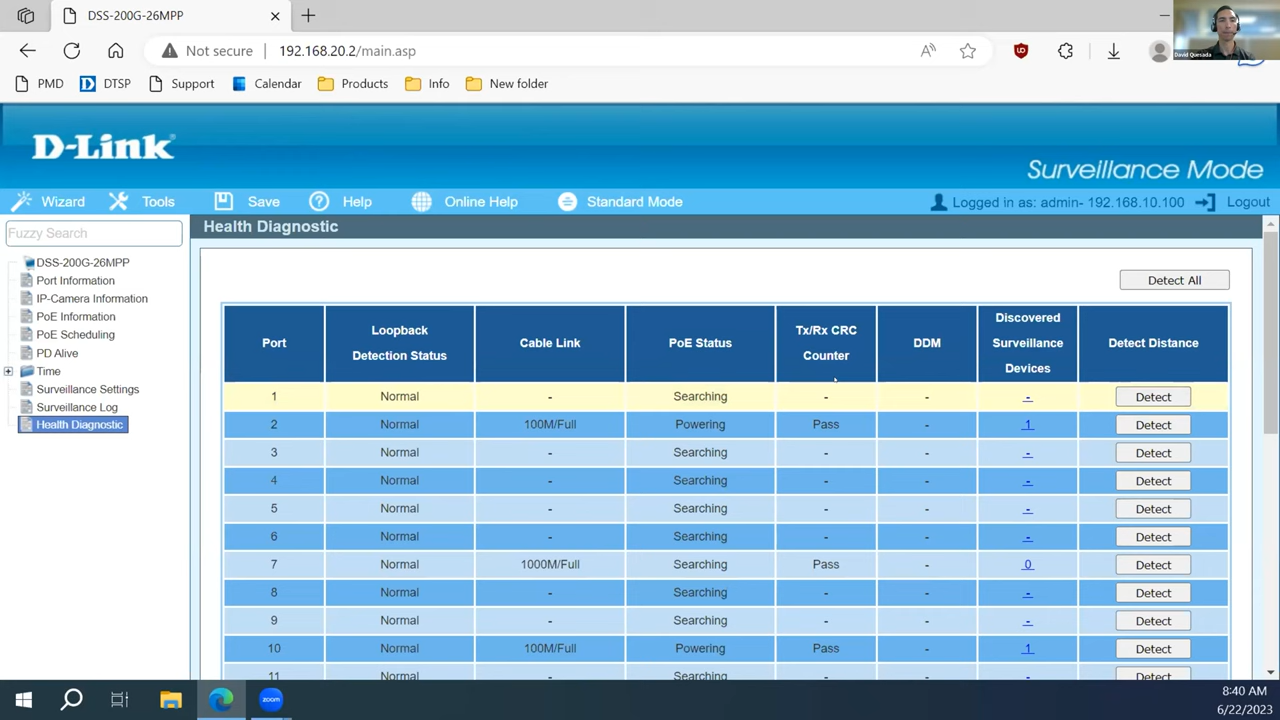 DSS-200G-26MPP
Not secure 192.168.20.2/main.asp
David Quesada
PMD DTSP Support Calendar Products Info New folder
D-Link
Surveillance Mode
Wizard Tools Save Help Online Help Standard Mode Logged in as: admin- 192.168.10.100 Logout
Fuzzy Search
DSS-200G-26MPP
Port Information
IP-Camera Information
PoE Information
PoE Scheduling
PD Alive
Time
Surveillance Settings
Surveillance Log
Health Diagnostic
Health Diagnostic
Detect All
Port Loopback Detection Status Cable Link PoE Status Tx/Rx CRC Counter DDM Discovered Surveillance Devices Detect Distance
1 Normal - Searching - - - Detect
2 Normal 100M/Full Powering Pass - 1 Detect
3 Normal - Searching - - - Detect
4 Normal - Searching - - - Detect
5 Normal - Searching - - - Detect
6 Normal - Searching - - - Detect
7 Normal 1000M/Full Searching Pass - 0 Detect
8 Normal - Searching - - - Detect
9 Normal - Searching - - - Detect
10 Normal 100M/Full Powering Pass - 1 Detect
11 Normal - Searching - - - Detect
zoom
8:40 AM
6/22/2023